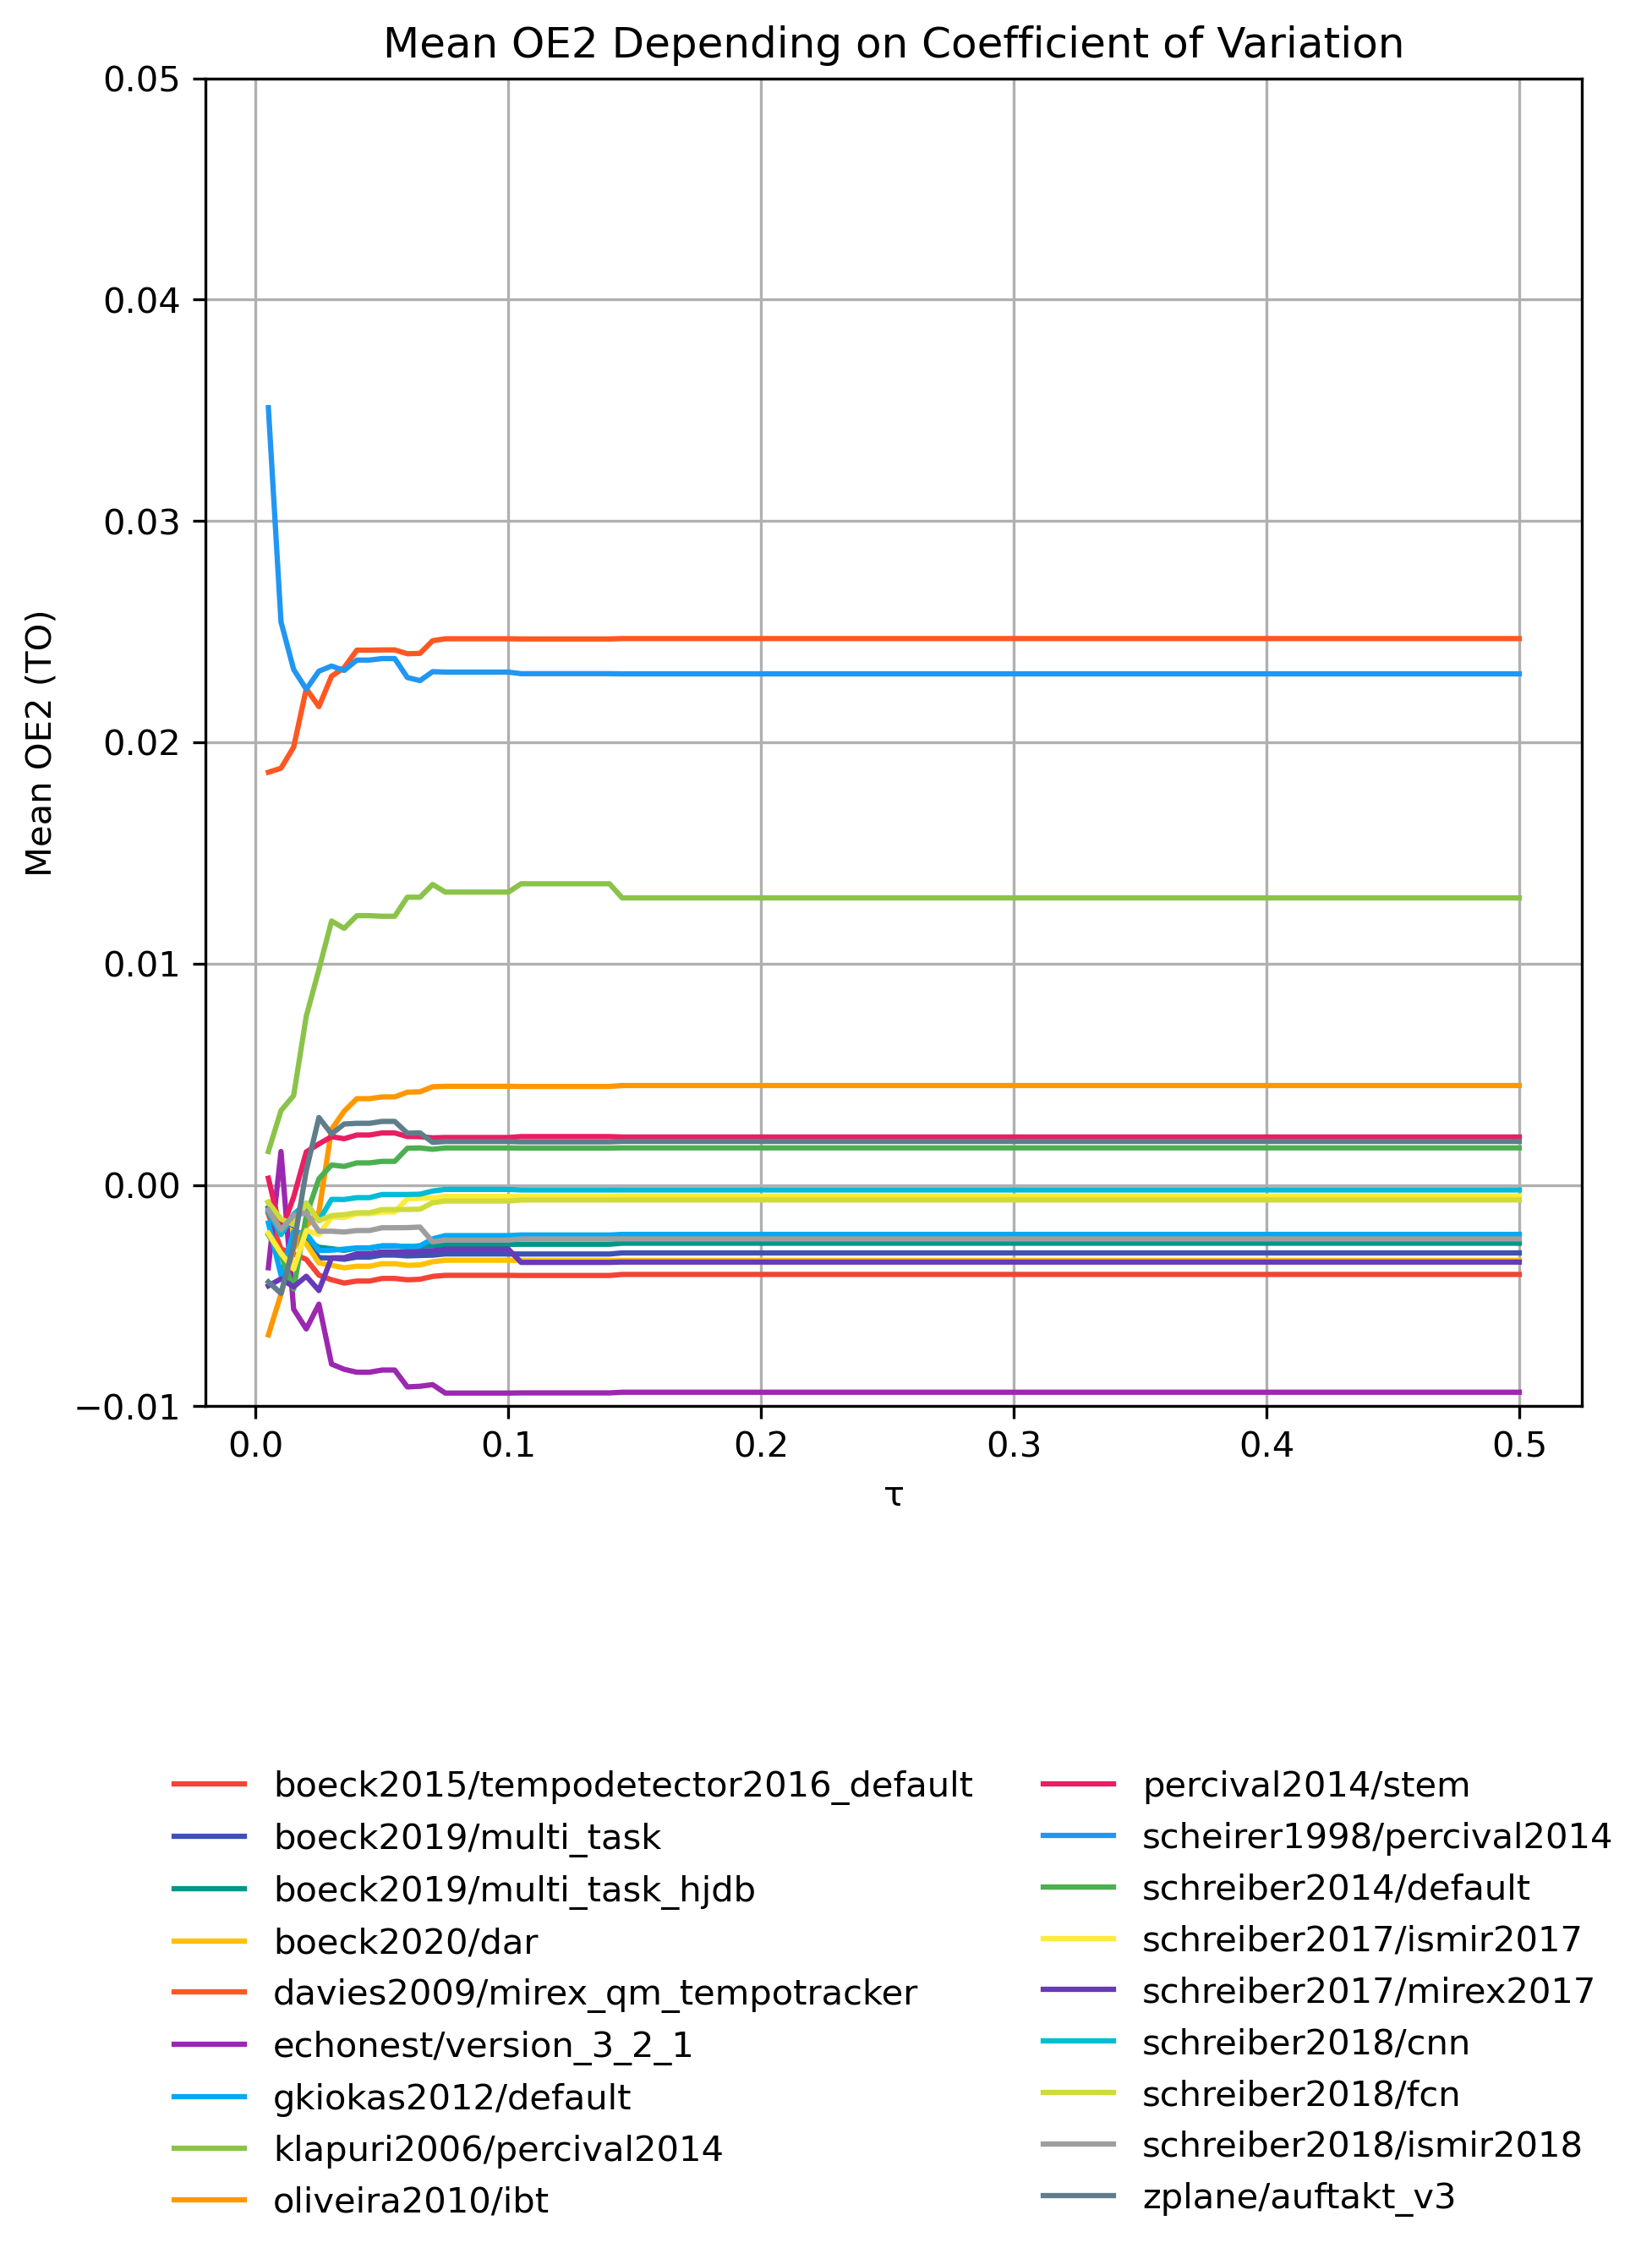 Mean OE2 Depending on Coefficient of Variation
0.05
0.04
0.03
0.02
0.01
0.00
−0.01
Mean OE2 (TO)
0.0 0.1 0.2 0.3 0.4 0.5
τ
boeck2015/tempodetector2016_default
boeck2019/multi_task
boeck2019/multi_task_hjdb
boeck2020/dar
davies2009/mirex_qm_tempotracker
echonest/version_3_2_1
gkiokas2012/default
klapuri2006/percival2014
oliveira2010/ibt
percival2014/stem
scheirer1998/percival2014
schreiber2014/default
schreiber2017/ismir2017
schreiber2017/mirex2017
schreiber2018/cnn
schreiber2018/fcn
schreiber2018/ismir2018
zplane/auftakt_v3